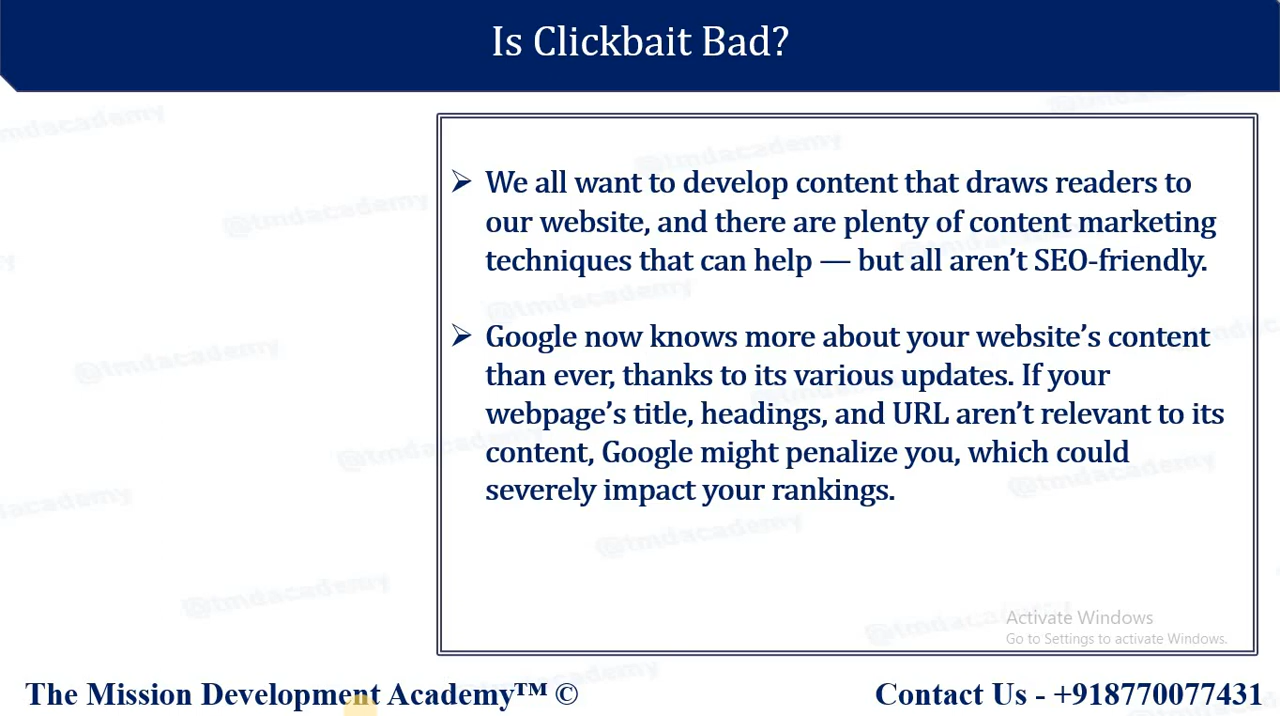 Is Clickbait Bad?
@tmdacademy
➢ We all want to develop content that draws readers to
our website, and there are plenty of content marketing
techniques that can help — but all aren’t SEO-friendly.
➢ Google now knows more about your website’s content
than ever, thanks to its various updates. If your
webpage’s title, headings, and URL aren’t relevant to its
content, Google might penalize you, which could
severely impact your rankings.
Activate Windows
Go to Settings to activate Windows.
The Mission Development Academy™ ©
Contact Us - +918770077431